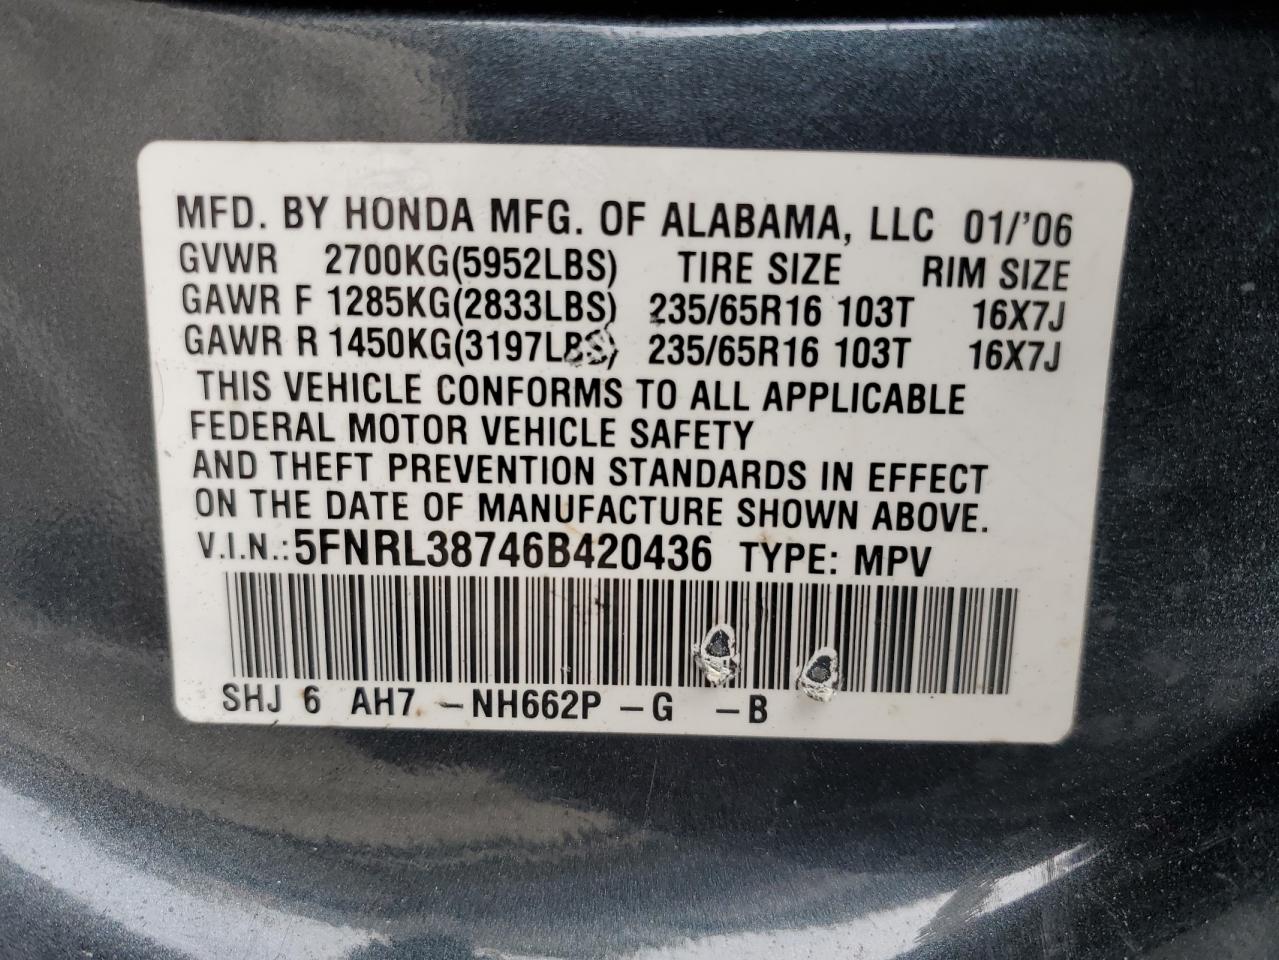 MFD. BY HONDA MFG. OF ALABAMA, LLC 01/'06
GVWR 2700KG(5952LBS) TIRE SIZE RIM SIZE
GAWR F 1285KG(2833LBS) 235/65R16 103T 16X7J
GAWR R 1450KG(3197LBS) 235/65R16 103T 16X7J
THIS VEHICLE CONFORMS TO ALL APPLICABLE
FEDERAL MOTOR VEHICLE SAFETY
AND THEFT PREVENTION STANDARDS IN EFFECT
ON THE DATE OF MANUFACTURE SHOWN ABOVE.
V.I.N.: 5FNRL38746B420436 TYPE: MPV
SHJ 6 AH7 -NH662P -G -B